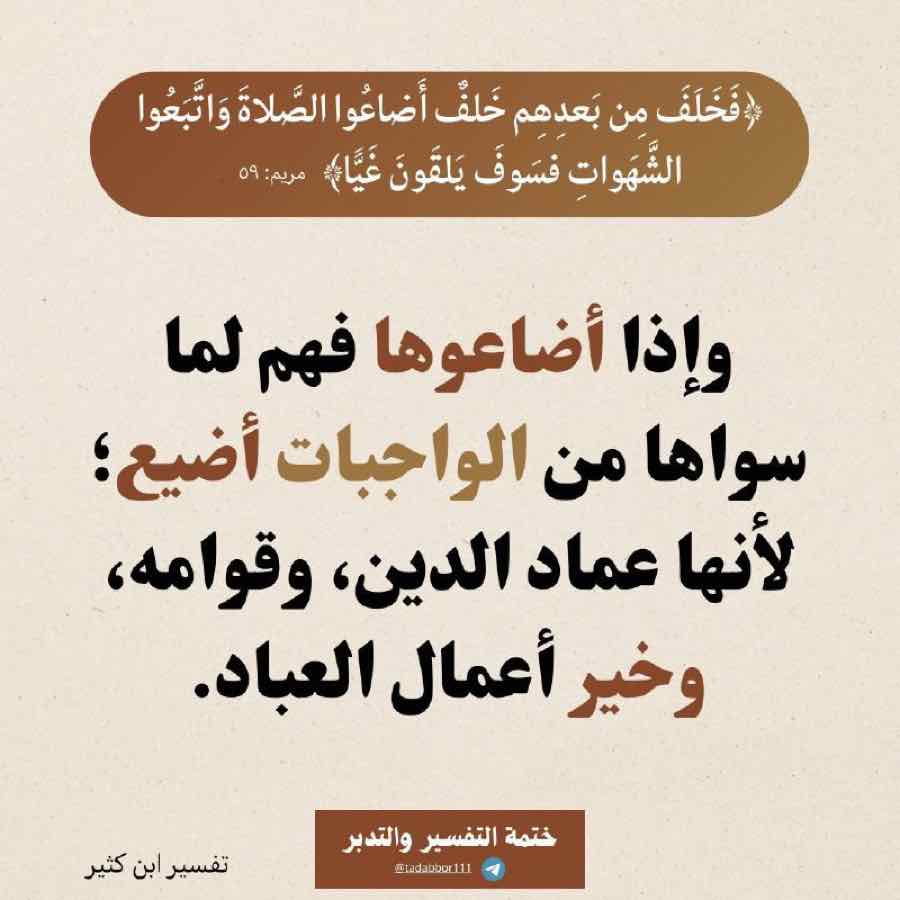 ﴿فَخَلَفَ مِن بَعدِهِم خَلفٌ أَضاعُوا الصَّلاةَ وَاتَّبَعُوا
الشَّهَواتِ فَسَوفَ يَلقَونَ غَيًّا﴾ مريم: ٥٩
وإذا أضاعوها فهم لما
سواها من الواجبات أضيع؛
لأنها عماد الدين، وقوامه،
وخير أعمال العباد.
ختمة التفسير والتدبر
@tadabbor111
تفسير ابن كثير